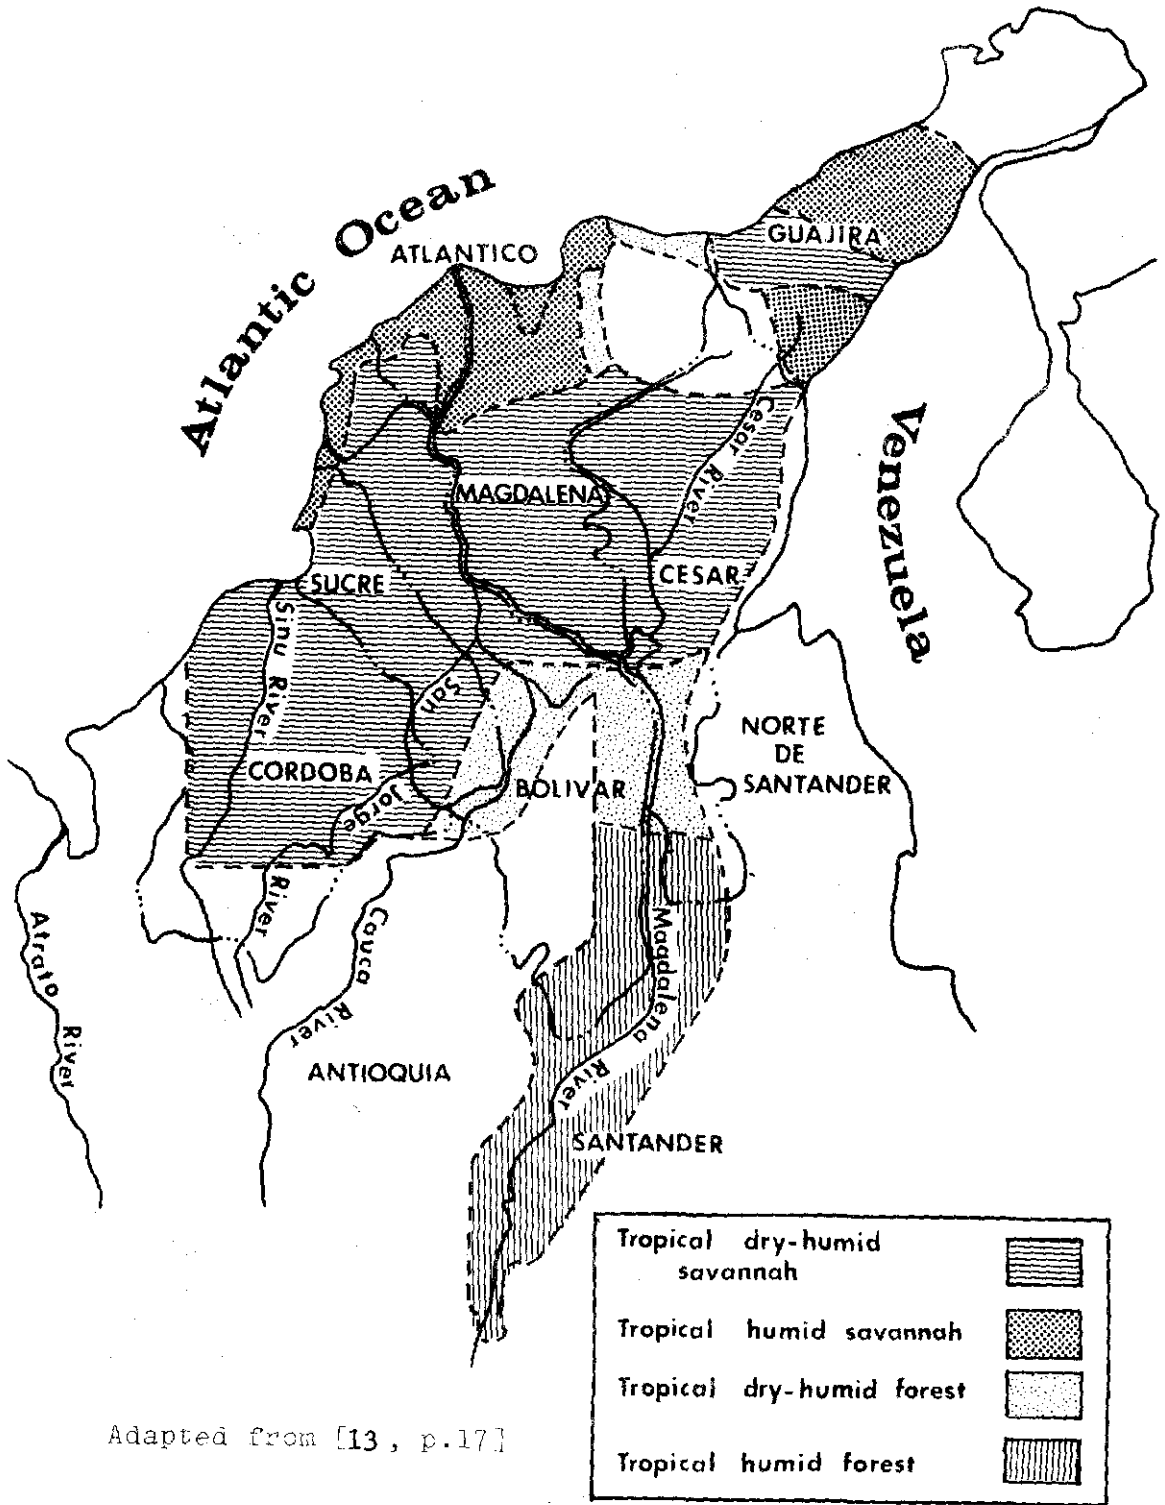 Atlantic Ocean
ATLANTICO
GUAJIRA
Venezuela
Cesar River
MAGDALENA
CESAR
SUCRE
Sinu River
San
Jorge
River
CORDOBA
BOLIVAR
NORTE
DE
SANTANDER
Atrato River
Cauca
River
Magdalena
River
ANTIOQUIA
SANTANDER
Tropical dry-humid
savannah
Tropical humid savannah
Tropical dry-humid forest
Tropical humid forest
Adapted from [13, p.17]